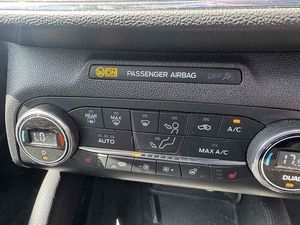 ON PASSENGER AIRBAG OFF
REAR MAX A/C
AUTO MAX A/C
DUAL